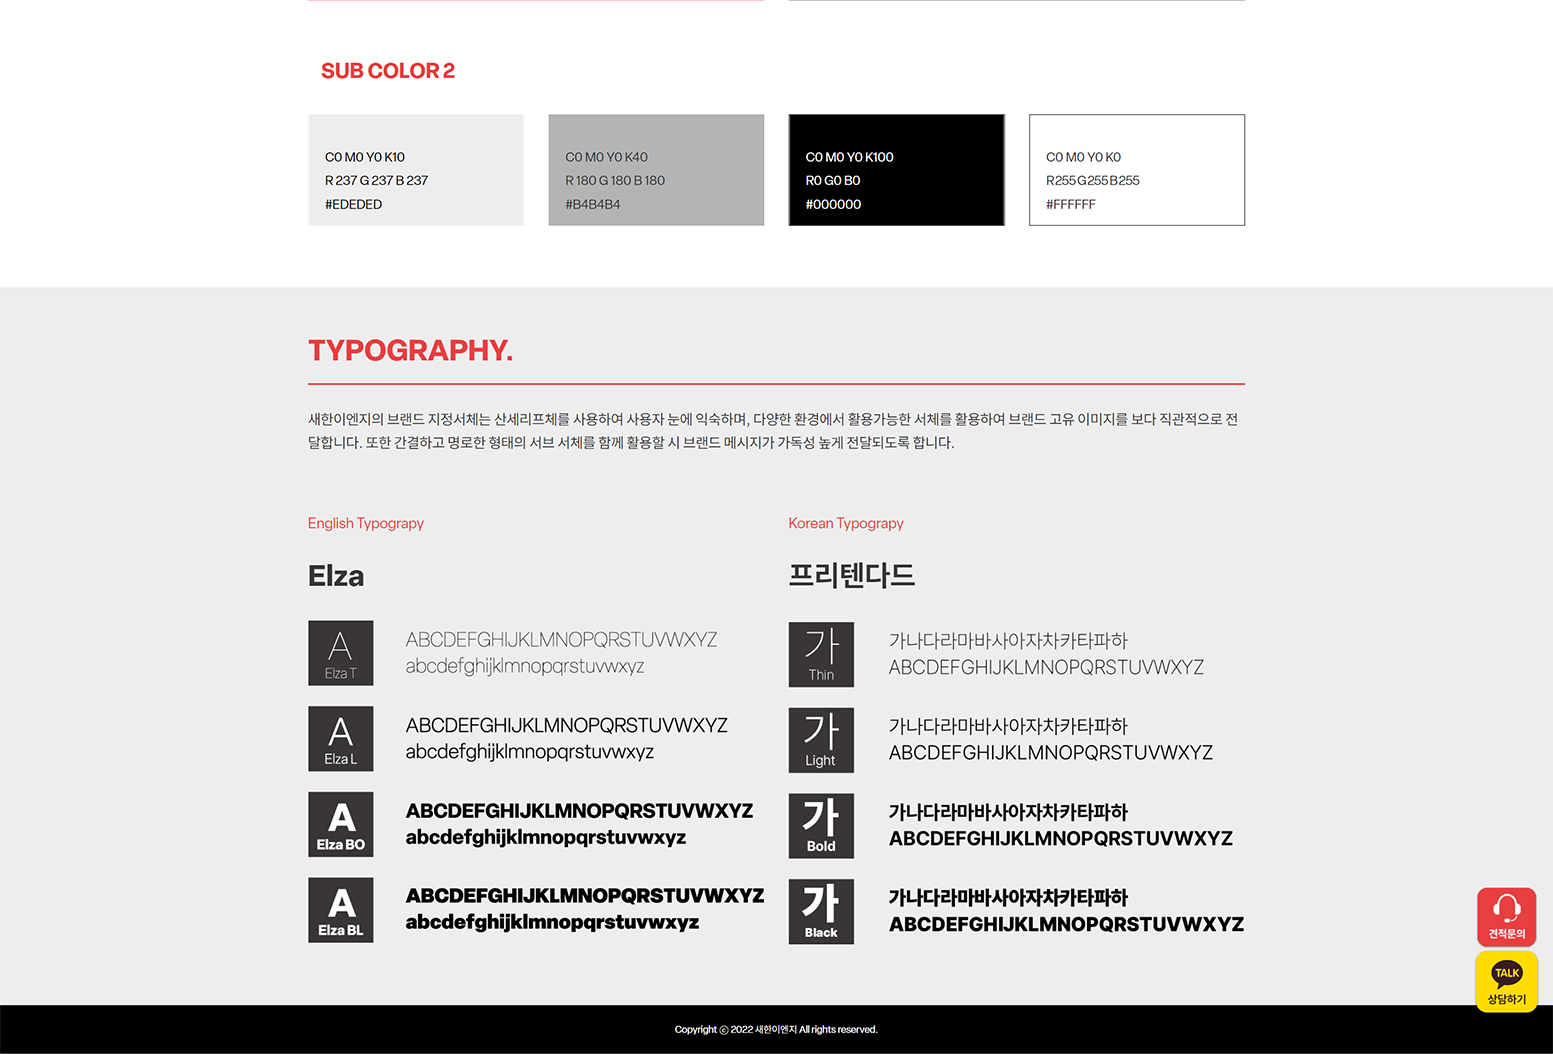 SUB COLOR 2
C0 M0 Y0 K10
R 237 G 237 B 237
#EDEDED
C0 M0 Y0 K40
R 180 G 180 B 180
#B4B4B4
C0 M0 Y0 K100
R0 G0 B0
#000000
C0 M0 Y0 K0
R255 G255 B255
#FFFFFF
TYPOGRAPHY.
새한이엔지의 브랜드 지정서체는 산세리프체를 사용하여 사용자 눈에 익숙하며, 다양한 환경에서 활용가능한 서체를 활용하여 브랜드 고유 이미지를 보다 직관적으로 전
달합니다. 또한 간결하고 명로한 형태의 서브 서체를 함께 활용할 시 브랜드 메시지가 가독성 높게 전달되도록 합니다.
English Typograpy
Elza
A
Elza T
ABCDEFGHIJKLMNOPQRSTUVWXYZ
abcdefghijklmnopqrstuvwxyz
A
Elza L
ABCDEFGHIJKLMNOPQRSTUVWXYZ
abcdefghijklmnopqrstuvwxyz
A
Elza BO
ABCDEFGHIJKLMNOPQRSTUVWXYZ
abcdefghijklmnopqrstuvwxyz
A
Elza BL
ABCDEFGHIJKLMNOPQRSTUVWXYZ
abcdefghijklmnopqrstuvwxyz
Korean Typograpy
프리텐다드
가
Thin
가나다라마바사아자차카타파하
ABCDEFGHIJKLMNOPQRSTUVWXYZ
가
Light
가나다라마바사아자차카타파하
ABCDEFGHIJKLMNOPQRSTUVWXYZ
가
Bold
가나다라마바사아자차카타파하
ABCDEFGHIJKLMNOPQRSTUVWXYZ
가
Black
가나다라마바사아자차카타파하
ABCDEFGHIJKLMNOPQRSTUVWXYZ
견적문의
TALK
상담하기
Copyright ⓒ 2022 새한이엔지 All rights reserved.